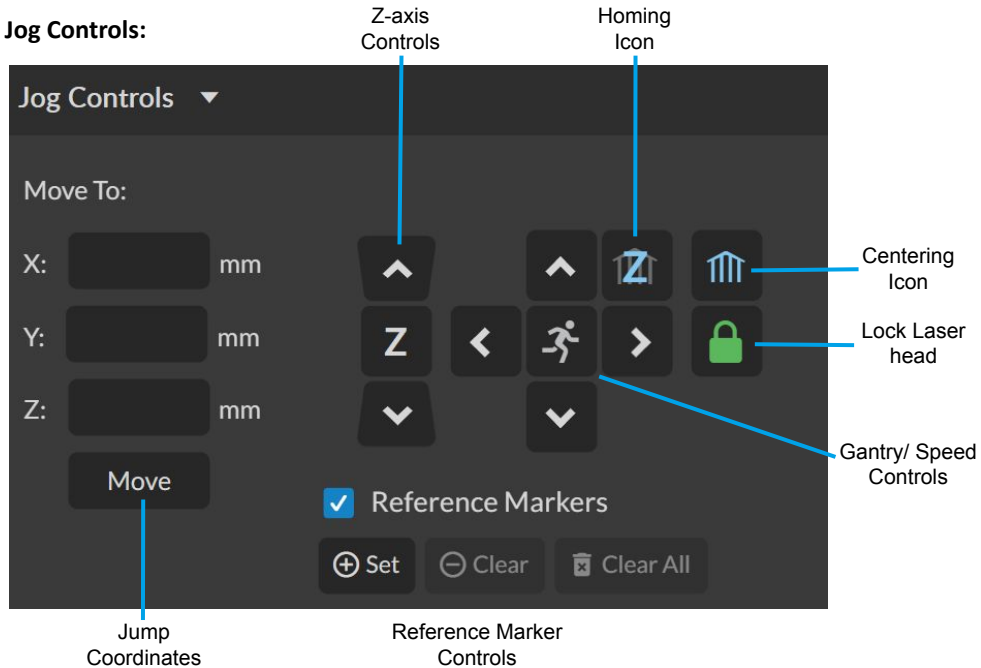 Jog Controls:
Z-axis
Controls
Homing
Icon
Jog Controls
Move To:
X: mm
Z
Centering
Icon
Y: mm
Z
Lock Laser
head
Z: mm
Gantry/ Speed
Controls
Move
Reference Markers
Set Clear Clear All
Jump
Coordinates
Reference Marker
Controls